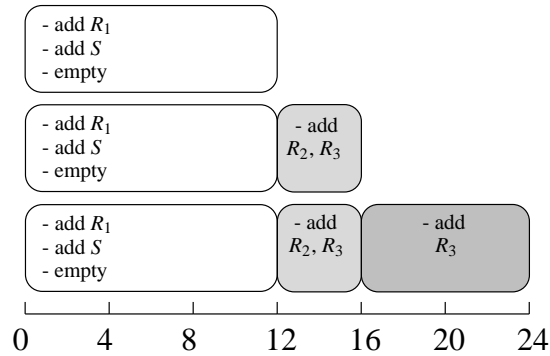 - add R₁
- add S
- empty
- add R₁
- add S
- empty
- add
R₂, R₃
- add R₁
- add S
- empty
- add
R₂, R₃
- add
R₃
0 4 8 12 16 20 24